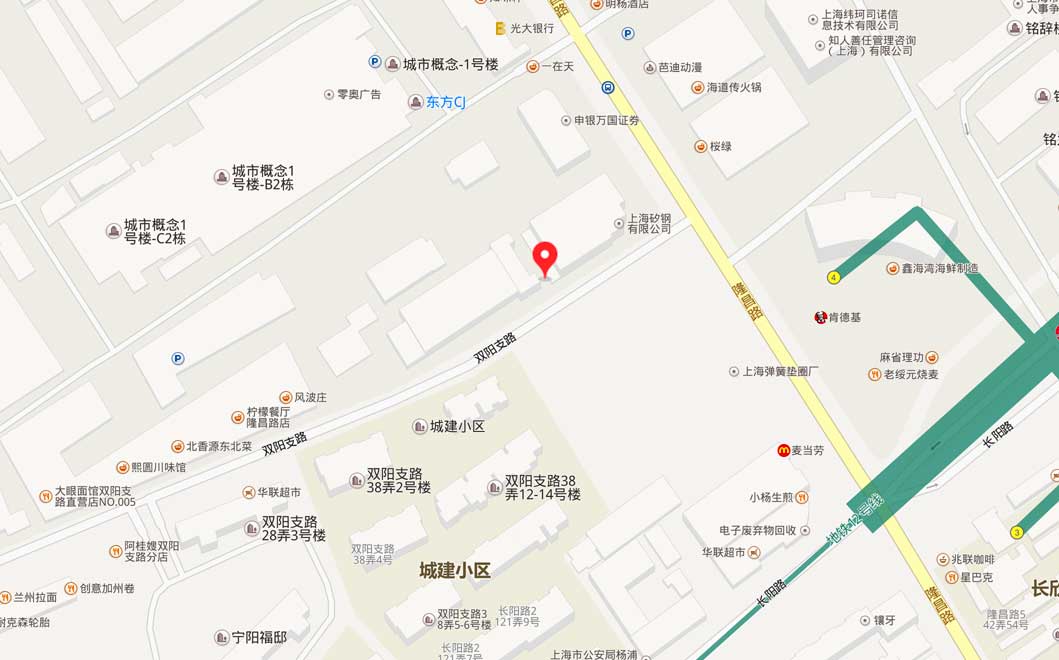 明杨酒店
光大银行
P
上海纬珂司诺信
息技术有限公司
知人善任管理咨询
（上海）有限公司
P
城市概念-1号楼
一在天
芭迪动漫
零奥广告
东方CJ
海道传火锅
申银万国证券
桜绿
城市概念1
号楼-B2栋
城市概念1
号楼-C2栋
上海矽钢
有限公司
4
鑫海湾海鲜制造
隆昌路
肯德基
双阳支路
P
麻省理功
上海弹簧垫圈厂
老绥元烧麦
风波庄
柠檬餐厅
隆昌路店
城建小区
长阳路
双阳支路
北香源东北菜
麦当劳
熙圆川味馆
双阳支路
38弄2号楼
双阳支路38
弄12-14号楼
大眼面馆双阳支
路直营店NO.005
华联超市
小杨生煎
地铁12号线
双阳支路
28弄3号楼
电子废弃物回收
3
阿桂嫂双阳
支路分店
双阳支路
38弄4号
华联超市
兆联咖啡
城建小区
星巴克
创意加州卷
兰州拉面
长阳路
隆昌路
双阳支路3
8弄5-6号楼
长阳路2
121弄9号
隆昌路5
42弄54号
耐克森轮胎
镶牙
宁阳福邸
长阳路2
121弄7号
上海市公安局杨浦